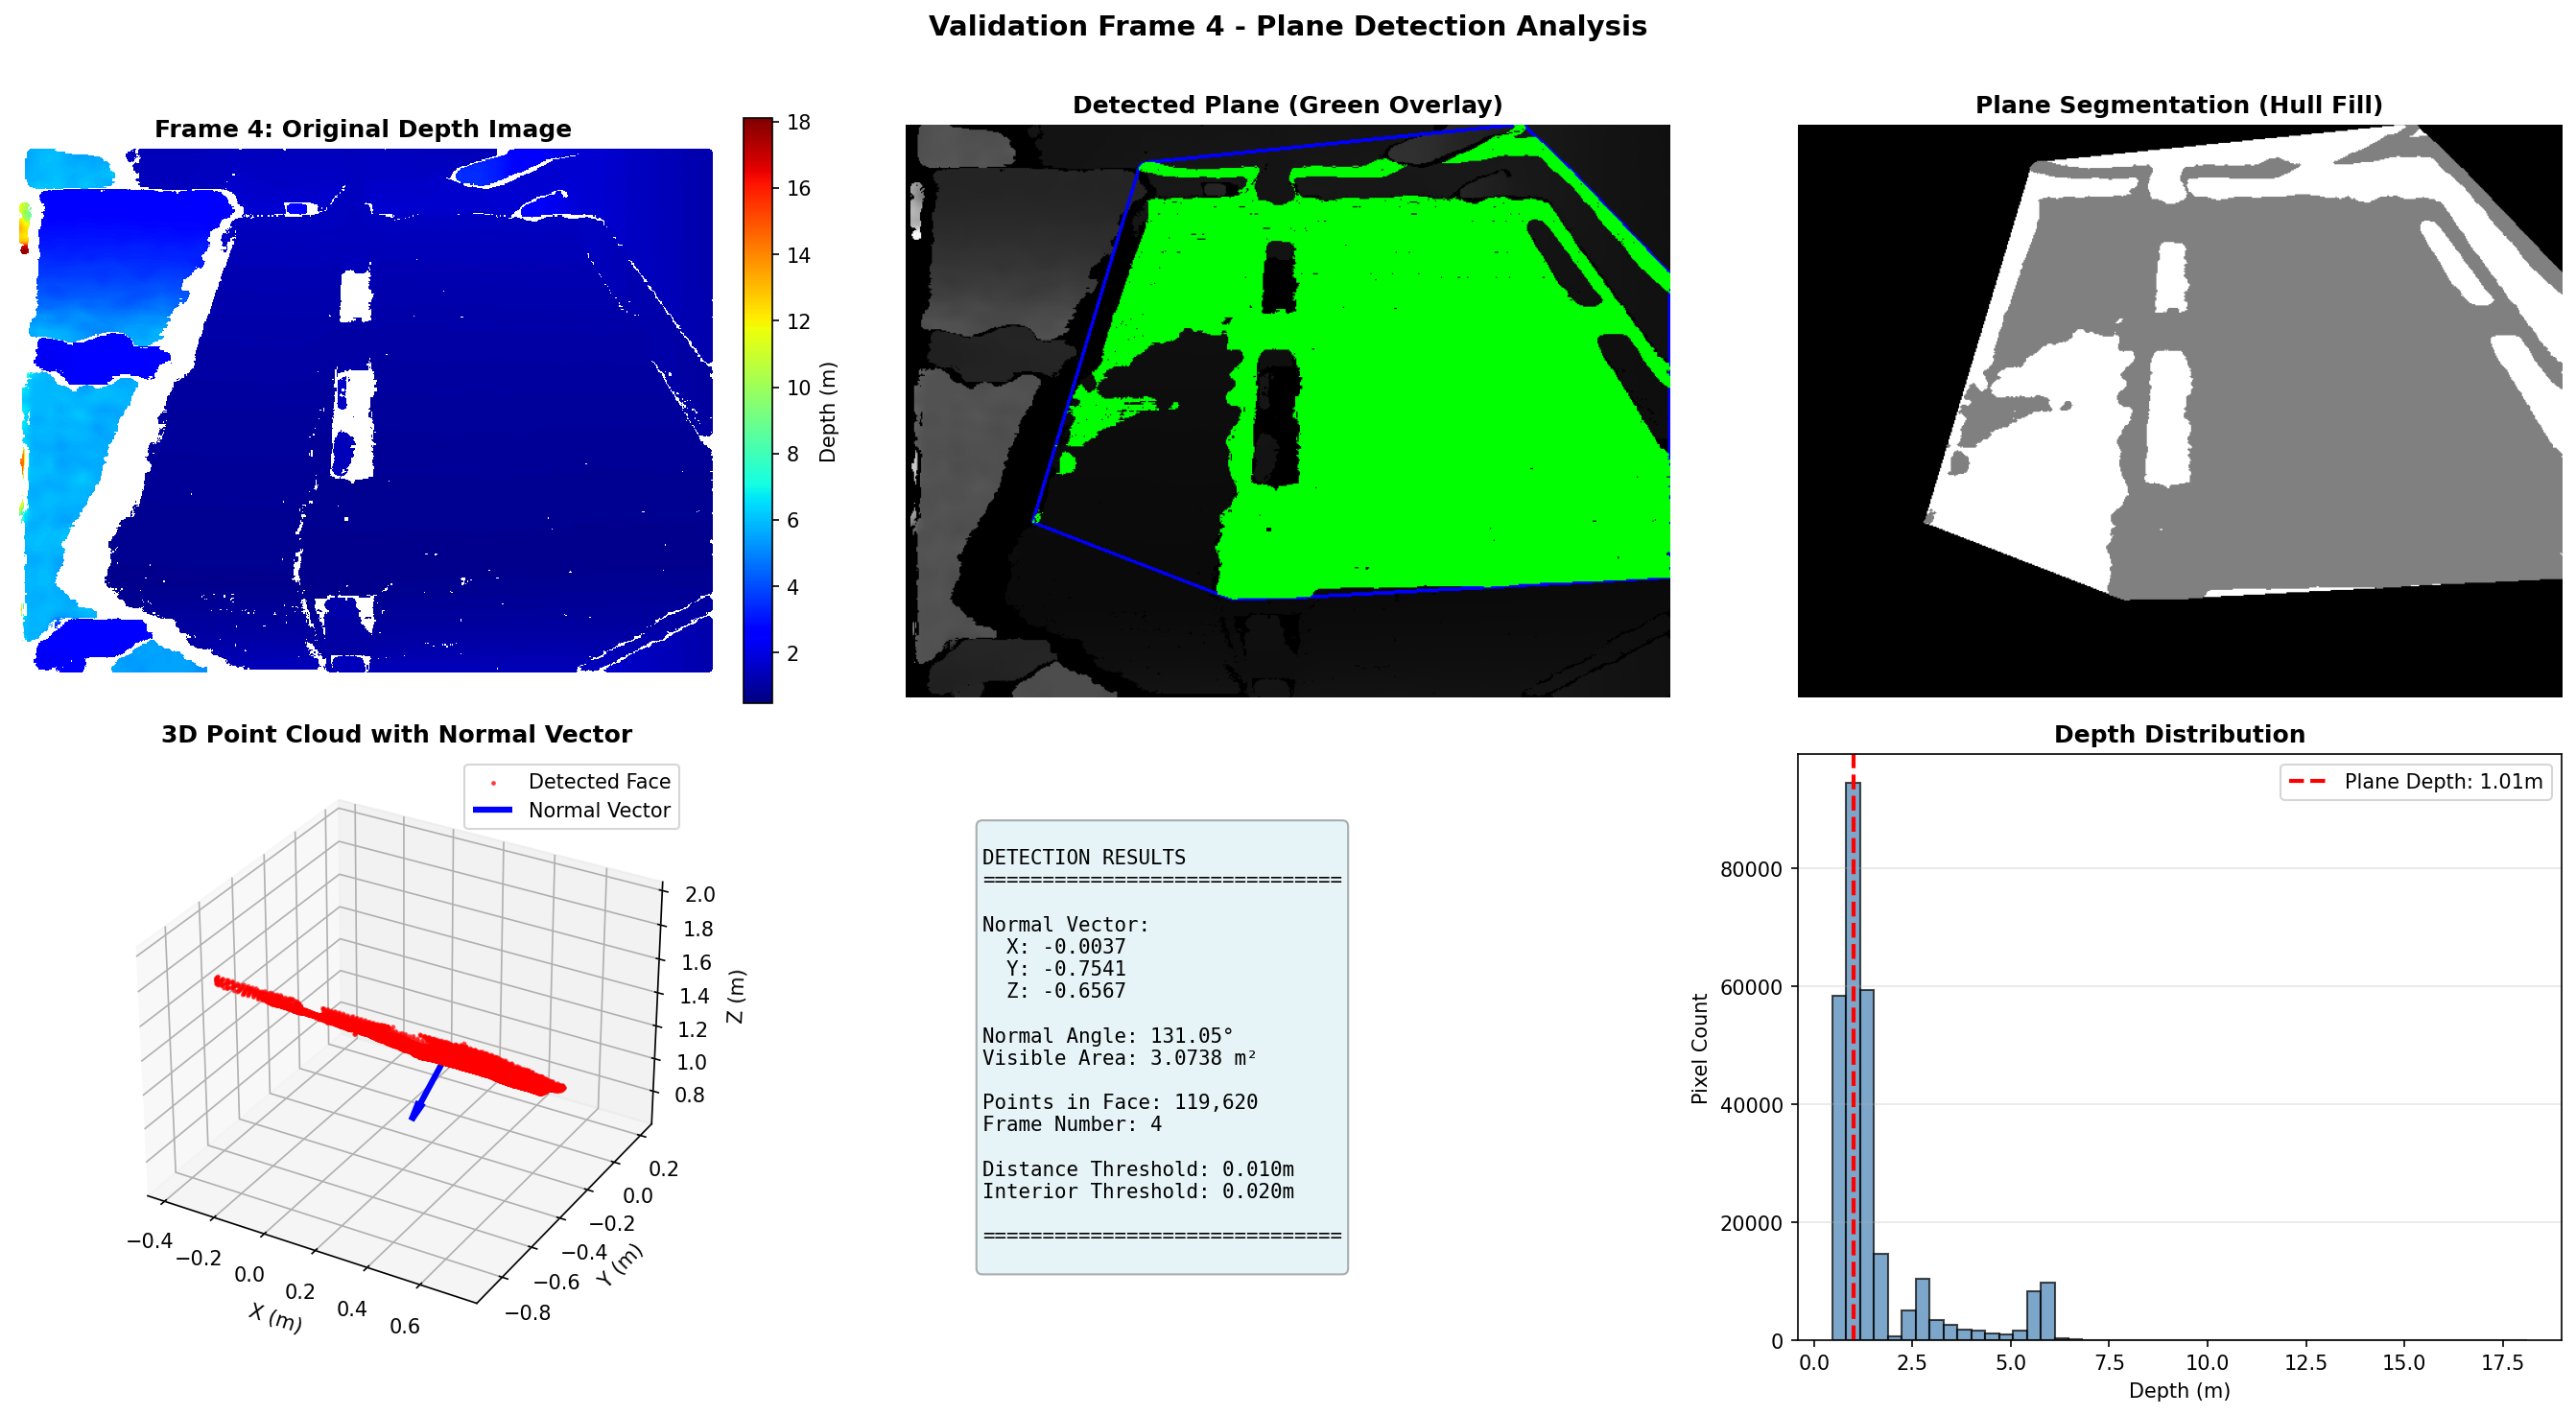 Validation Frame 4 - Plane Detection Analysis
Frame 4: Original Depth Image
18
16
14
12
10
8
6
4
2
Depth (m)
Detected Plane (Green Overlay)
Plane Segmentation (Hull Fill)
3D Point Cloud with Normal Vector
Detected Face
Normal Vector
2.0
1.8
1.6
1.4
1.2
1.0
0.8
Z (m)
0.2
0.0
−0.2
−0.4
−0.6
−0.8
Y (m)
−0.4
−0.2
0.0
0.2
0.4
0.6
X (m)
DETECTION RESULTS
==============================
Normal Vector:
X: -0.0037
Y: -0.7541
Z: -0.6567
Normal Angle: 131.05°
Visible Area: 3.0738 m²
Points in Face: 119,620
Frame Number: 4
Distance Threshold: 0.010m
Interior Threshold: 0.020m
==============================
Depth Distribution
Plane Depth: 1.01m
80000
60000
40000
20000
0
Pixel Count
0.0 2.5 5.0 7.5 10.0 12.5 15.0 17.5
Depth (m)